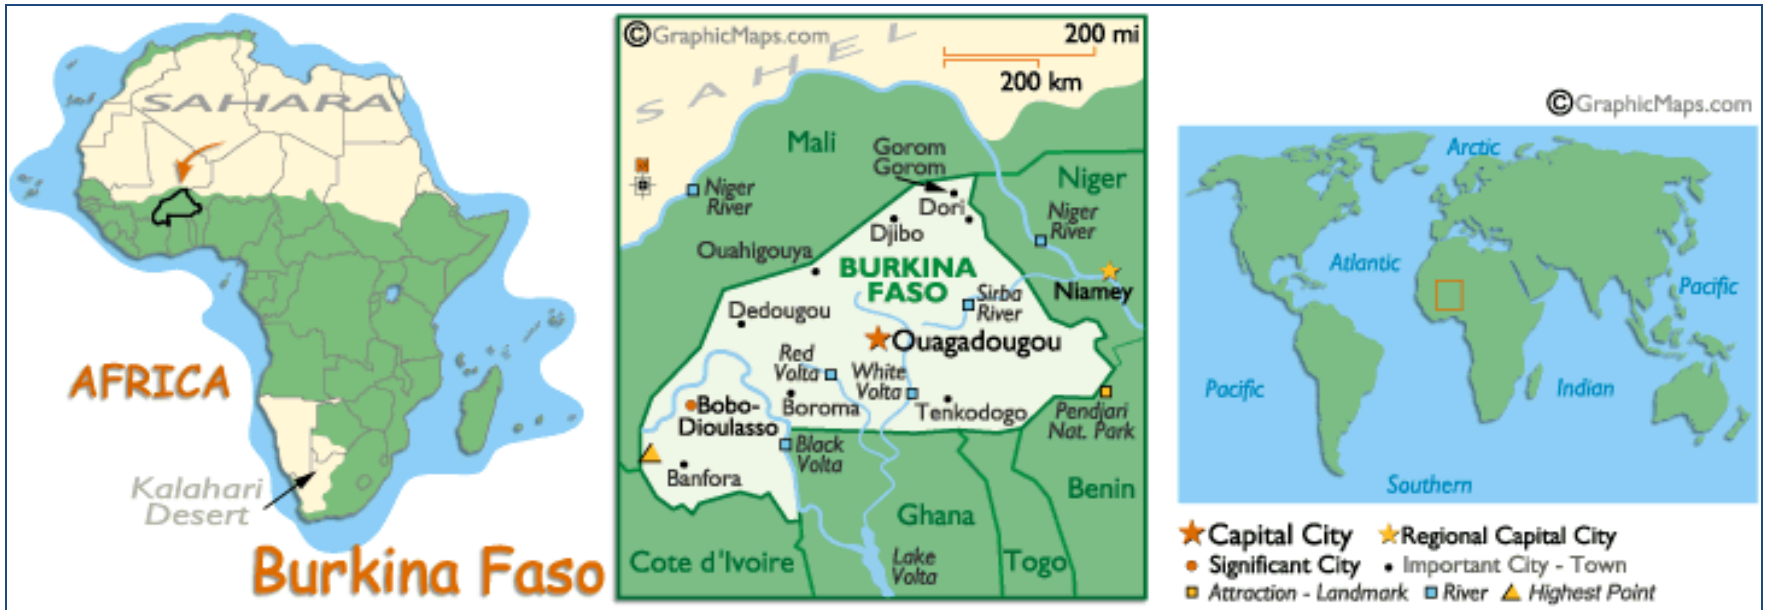 SAHARA
AFRICA
Kalahari
Desert
Burkina Faso
©GraphicMaps.com
200 mi
200 km
SAHEL
Mali
Gorom
Gorom
Niger
Niger
River
Dori
Niger
River
Djibo
Ouahigouya
BURKINA
FASO
Niamey
Sirba
River
Dedougou
Ouagadougou
Red
Volta
White
Volta
Boroma
Tenkodogo
Pendjari
Nat. Park
Bobo-
Dioulasso
Black
Volta
Banfora
Benin
Ghana
Cote d'Ivoire
Lake
Volta
Togo
©GraphicMaps.com
Arctic
Atlantic
Pacific
Pacific
Indian
Southern
Capital City
Regional Capital City
Significant City
Important City - Town
Attraction - Landmark
River
Highest Point